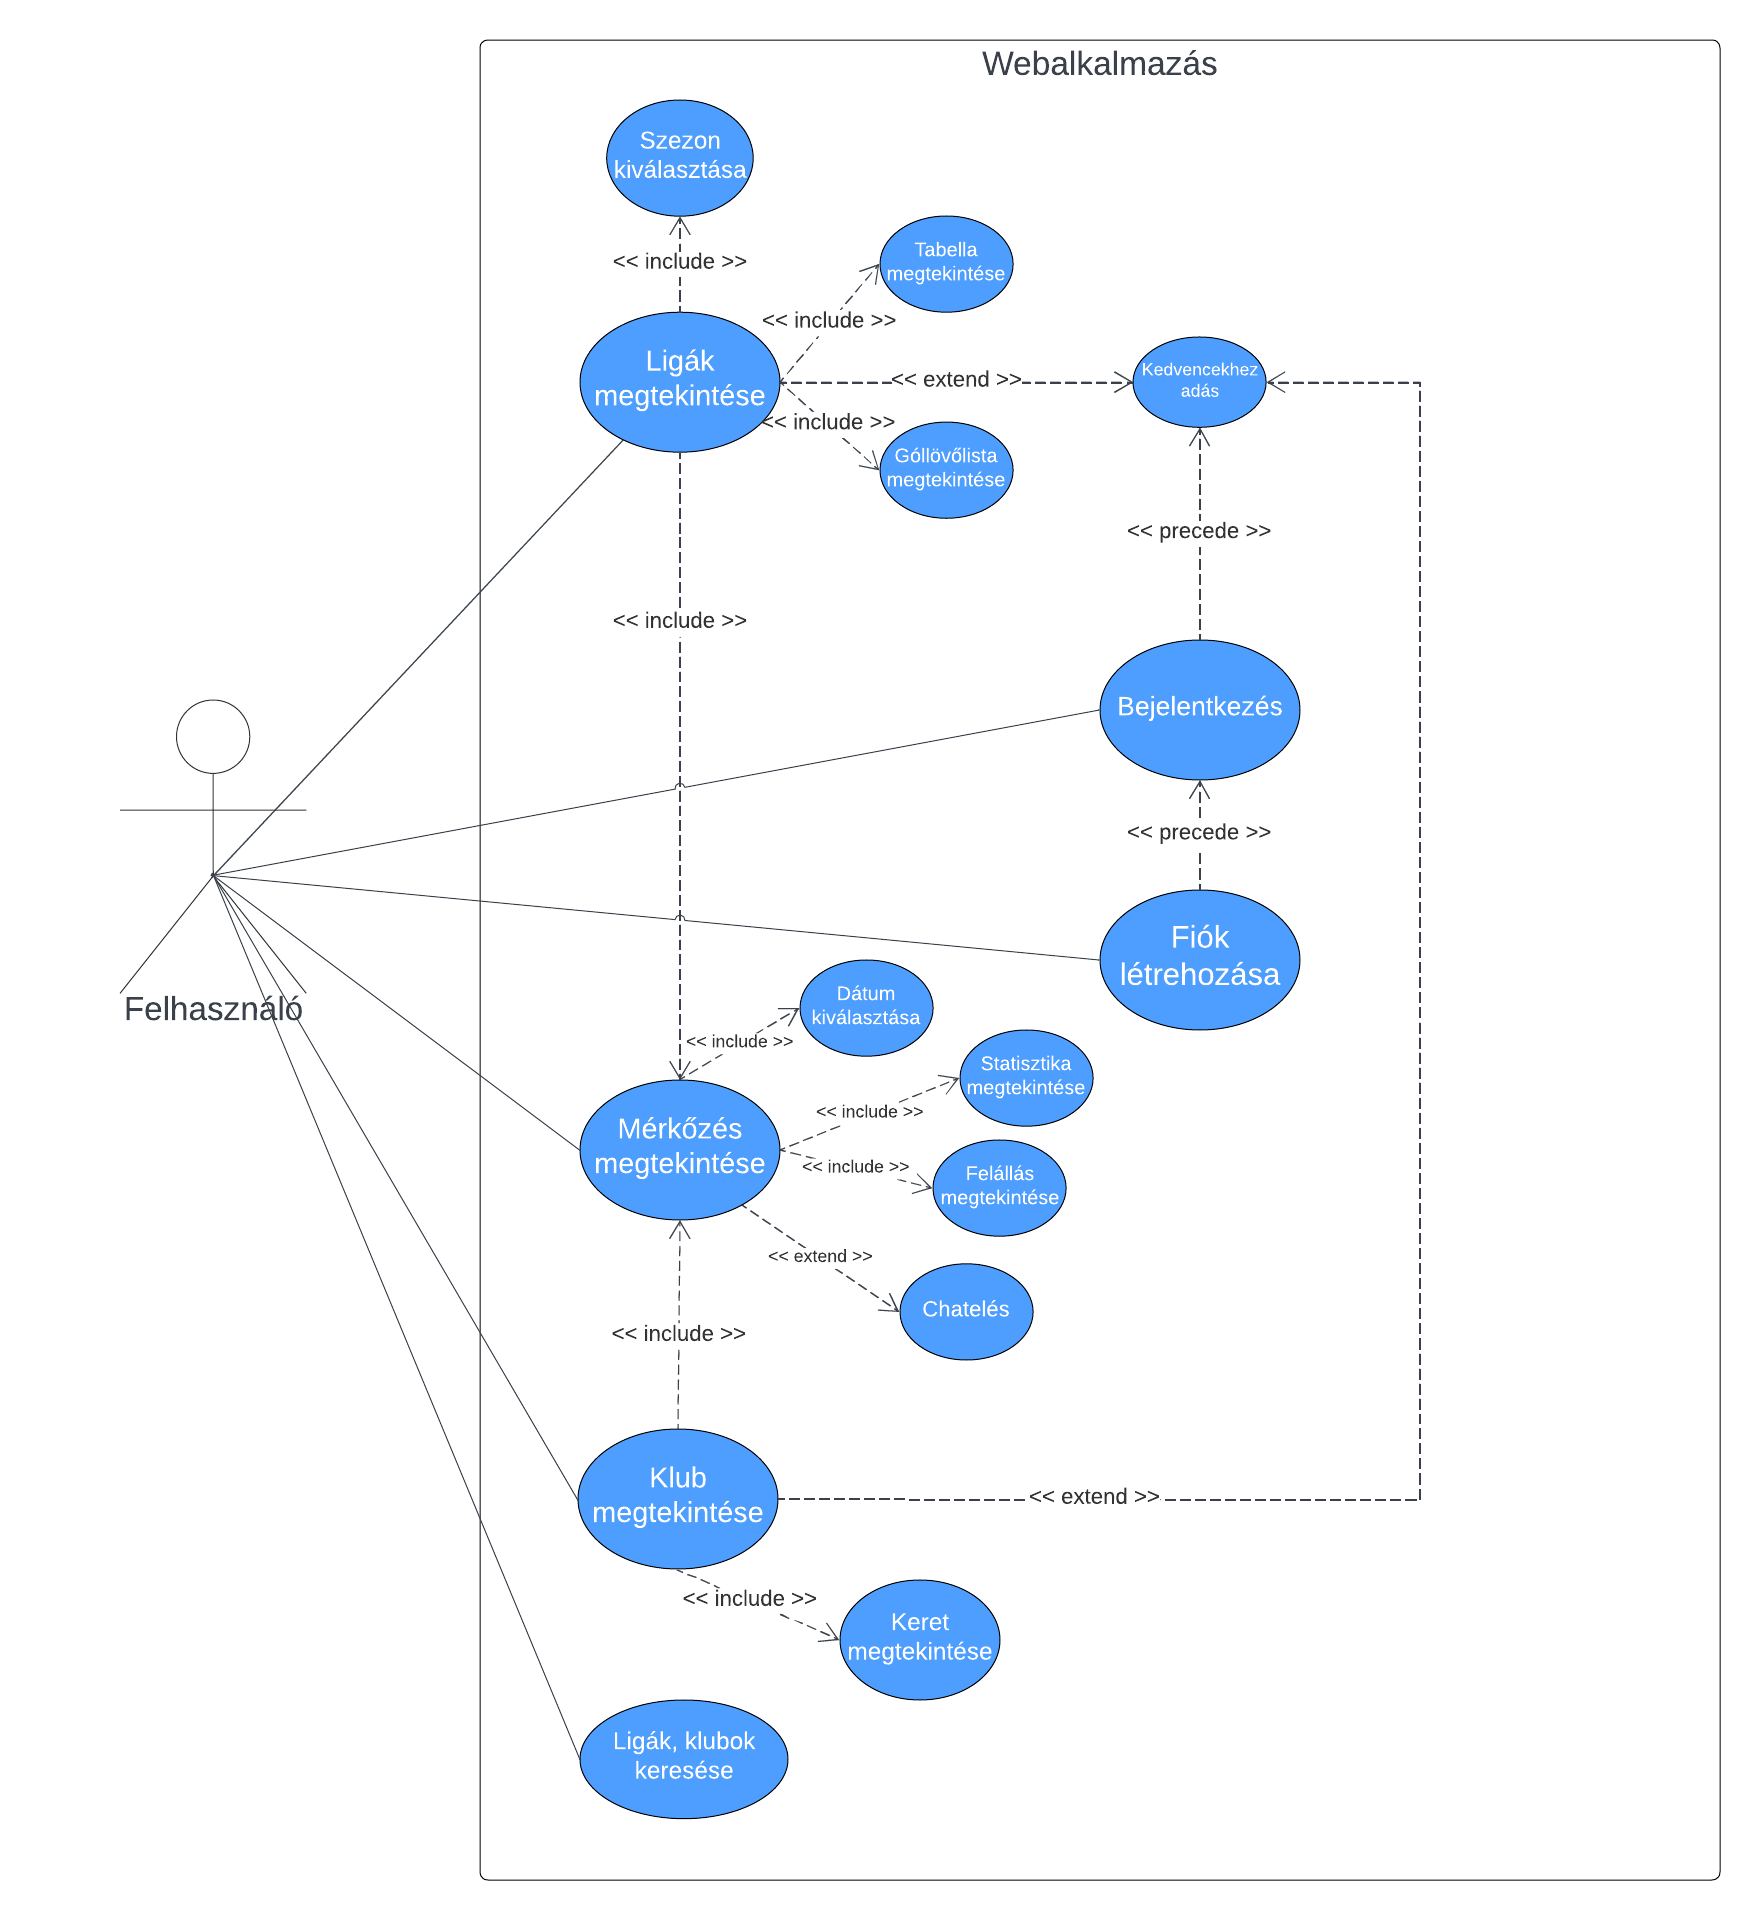 Webalkalmazás
Szezon
kiválasztása
<< include >>
Tabella
megtekintése
<< include >>
Ligák
megtekintése
<< extend >>
Kedvencekhez
adás
<< include >>
Góllövőlista
megtekintése
<< precede >>
<< include >>
Bejelentkezés
<< precede >>
Fiók
létrehozása
Felhasználó
Dátum
kiválasztása
<< include >>
Statisztika
megtekintése
<< include >>
Mérkőzés
megtekintése
<< include >>
Felállás
megtekintése
<< extend >>
Chatelés
<< include >>
Klub
megtekintése
<< extend >>
<< include >>
Keret
megtekintése
Ligák, klubok
keresése